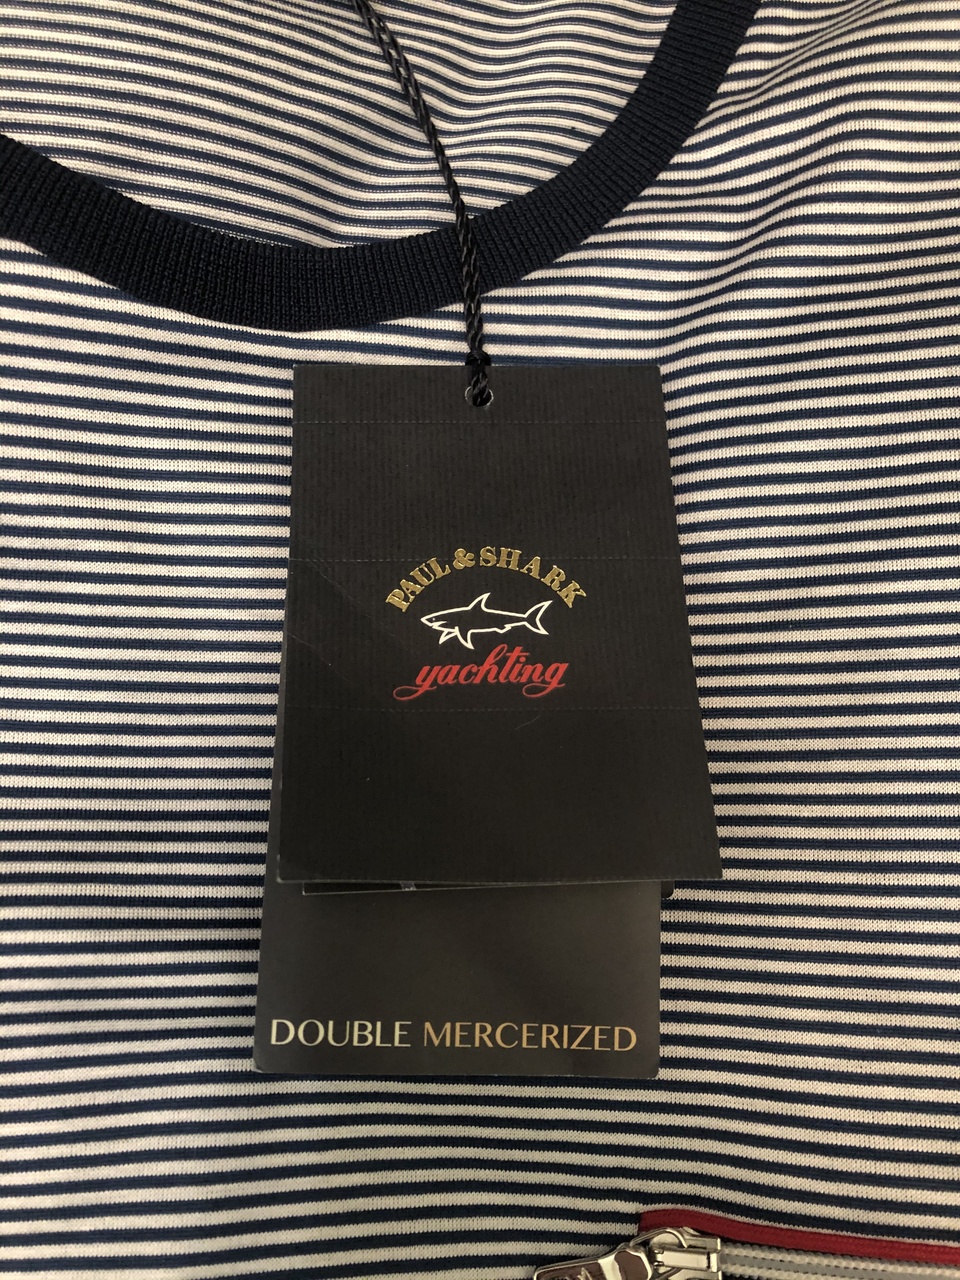 PAUL & SHARK
yachting
DOUBLE MERCERIZED